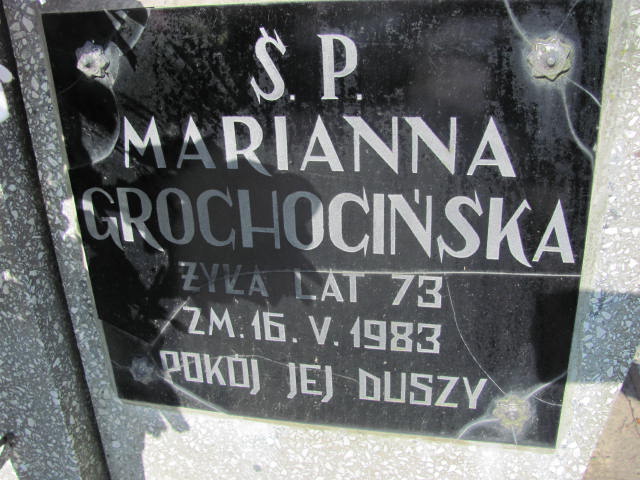 Ś.P.
MARIANNA
GROCHOCIŃSKA
ŻYŁA LAT 73
ZM. 16. V. 1983
POKÓJ JEJ DUSZY